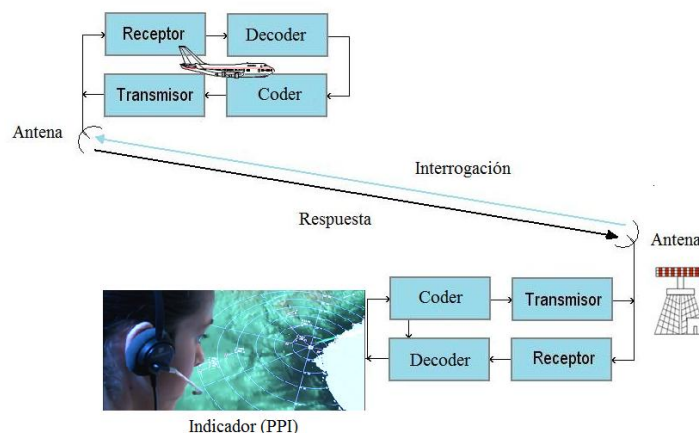 Receptor
Decoder
Transmisor
Coder
Antena
Interrogación
Respuesta
Antena
Coder
Transmisor
Decoder
Receptor
Indicador (PPI)